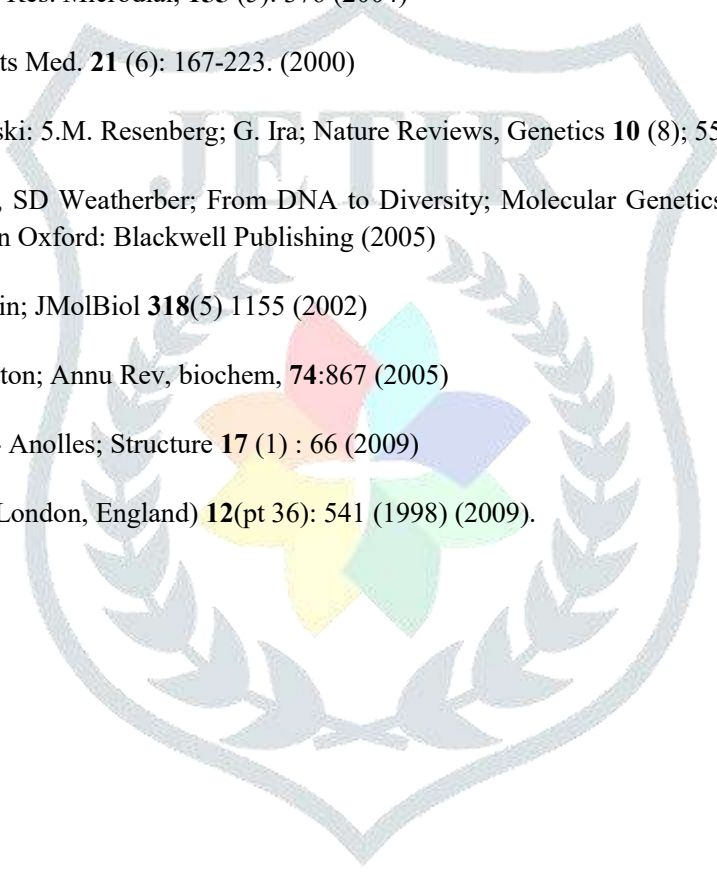 Res. Microbial, 155 (5): 376 (2004)
ts Med. 21 (6): 167-223. (2000)
JETIR
ski: 5.M. Resenberg; G. Ira; Nature Reviews, Genetics 10 (8); 55
, SD Weatherber; From DNA to Diversity; Molecular Genetics
n Oxford: Blackwell Publishing (2005)
in; JMolBiol 318(5) 1155 (2002)
ton; Annu Rev, biochem, 74:867 (2005)
Anolles; Structure 17 (1) : 66 (2009)
London, England) 12(pt 36): 541 (1998) (2009).